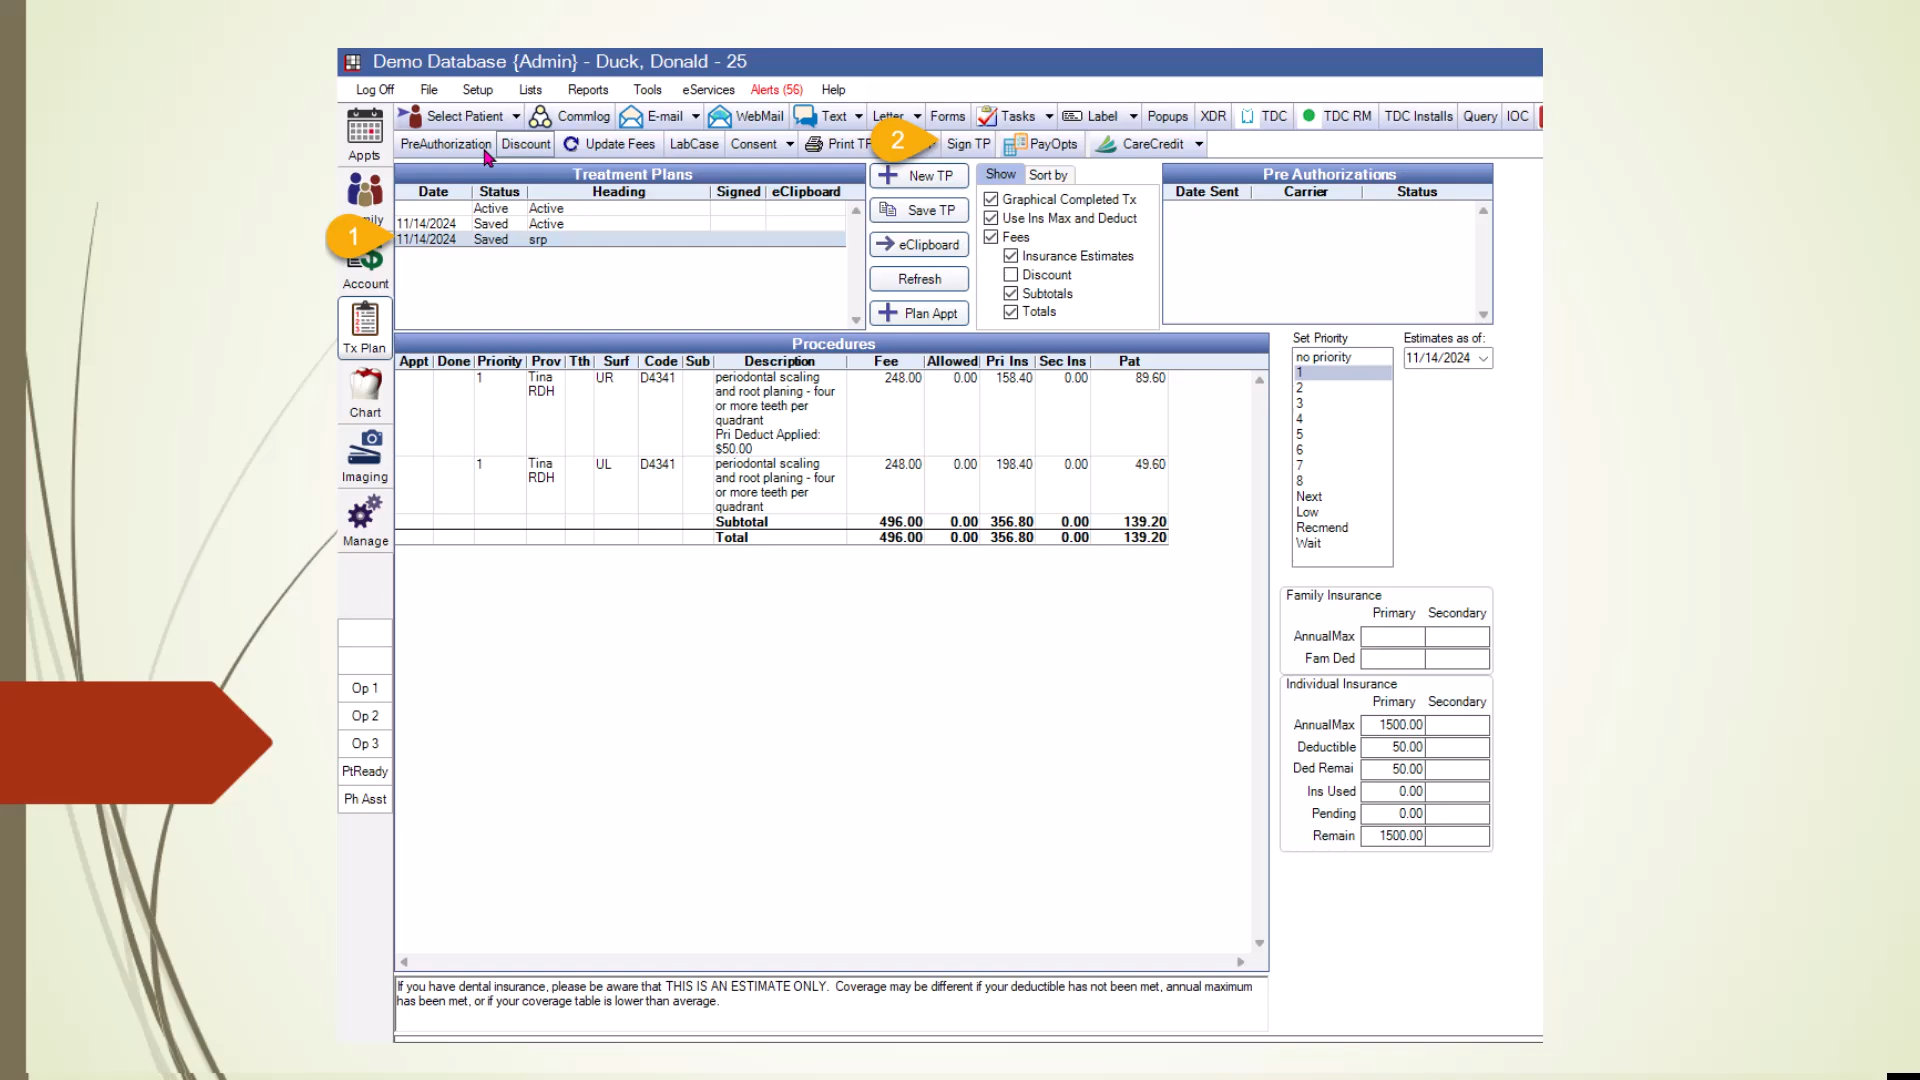 Demo Database {Admin} - Duck, Donald - 25
Log Off File Setup Lists Reports Tools eServices Alerts (56) Help
Select Patient Commlog E-mail WebMail Text Letter Forms Tasks Label Popups XDR TDC TDC RM TDC Installs Query IOC
PreAuthorization Discount Update Fees LabCase Consent Print TP 2 Sign TP PayOpts CareCredit
Appts
Account
Tx Plan
Chart
Imaging
Manage
Op 1
Op 2
Op 3
PtReady
Ph Asst
1
Treatment Plans
Date Status Heading Signed eClipboard
Active Active
11/14/2024 Saved Active
11/14/2024 Saved srp
New TP
Save TP
eClipboard
Refresh
Plan Appt
Show Sort by
Graphical Completed Tx
Use Ins Max and Deduct
Fees
Insurance Estimates
Discount
Subtotals
Totals
Pre Authorizations
Date Sent Carrier Status
Procedures
Appt Done Priority Prov Tth Surf Code Sub Description Fee Allowed Pri Ins Sec Ins Pat
1 Tina UR D4341 periodontal scaling 248.00 0.00 158.40 0.00 89.60
RDH and root planing - four
or more teeth per
quadrant
Pri Deduct Applied:
$50.00
1 Tina UL D4341 periodontal scaling 248.00 0.00 198.40 0.00 49.60
RDH and root planing - four
or more teeth per
quadrant
Subtotal 496.00 0.00 356.80 0.00 139.20
Total 496.00 0.00 356.80 0.00 139.20
Set Priority
no priority
1
2
3
4
5
6
7
8
Next
Low
Recmend
Wait
Estimates as of:
11/14/2024
Family Insurance
Primary Secondary
AnnualMax
Fam Ded
Individual Insurance
Primary Secondary
AnnualMax 1500.00
Deductible 50.00
Ded Remai 50.00
Ins Used 0.00
Pending 0.00
Remain 1500.00
If you have dental insurance, please be aware that THIS IS AN ESTIMATE ONLY. Coverage may be different if your deductible has not been met, annual maximum
has been met, or if your coverage table is lower than average.